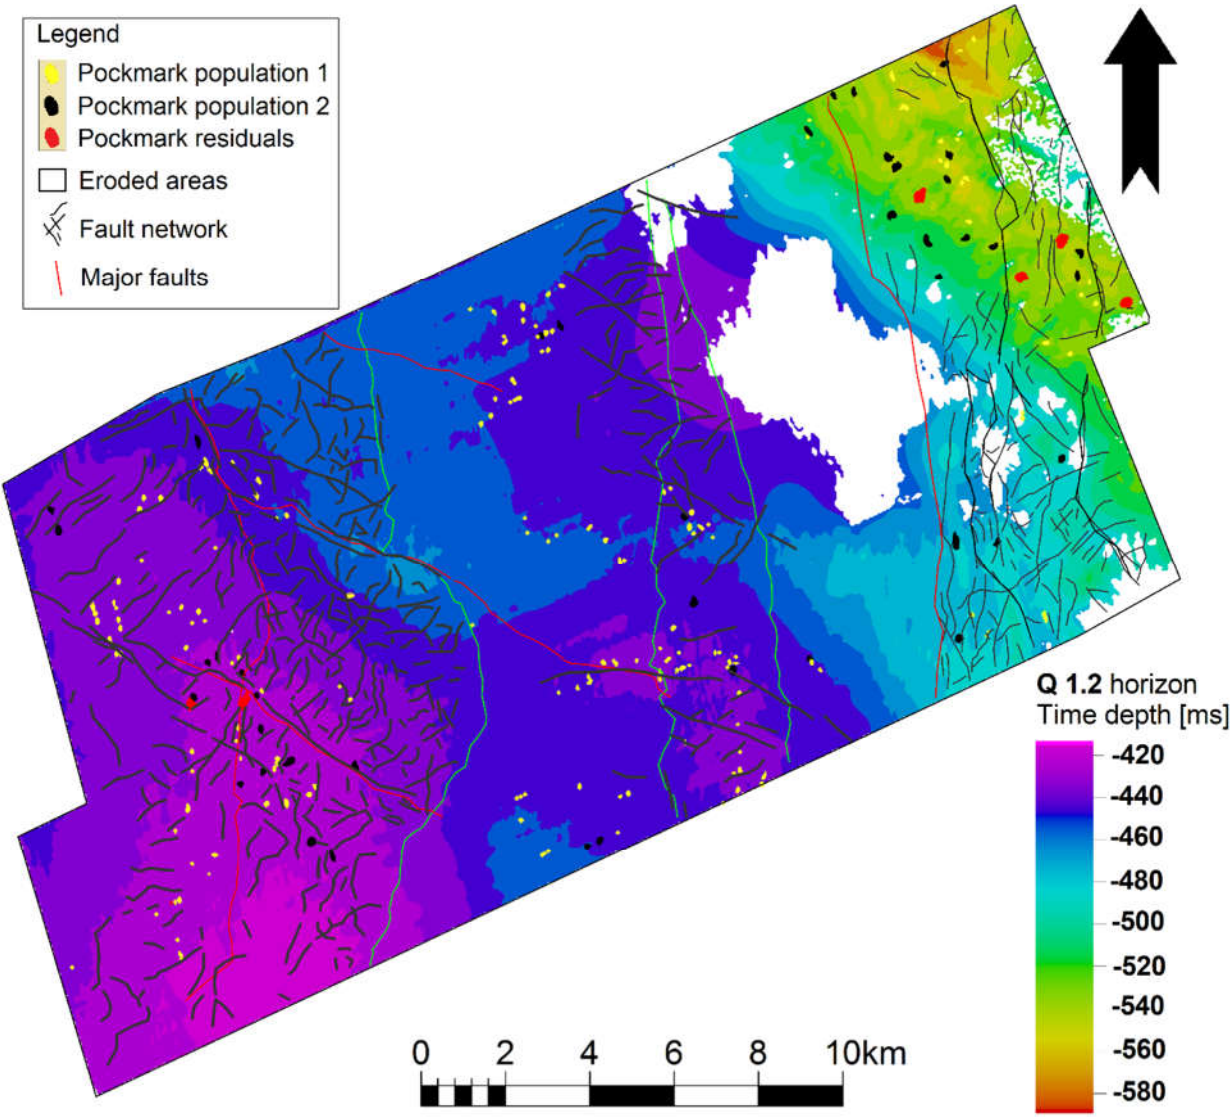 Legend
Pockmark population 1
Pockmark population 2
Pockmark residuals
Eroded areas
Fault network
Major faults
Q 1.2 horizon
Time depth [ms]
-420
-440
-460
-480
-500
-520
-540
-560
-580
0 2 4 6 8 10km